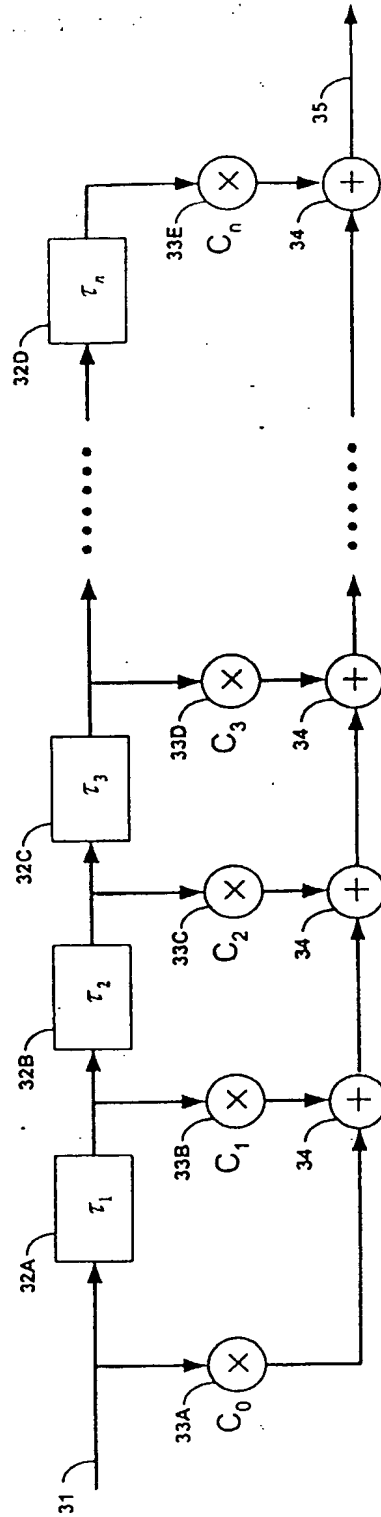 31
32A
τ1
32B
τ2
32C
τ3
32D
τn
33A
×
C0
33B
×
C1
33C
×
C2
33D
×
C3
33E
×
Cn
34
+
34
+
34
+
34
+
35